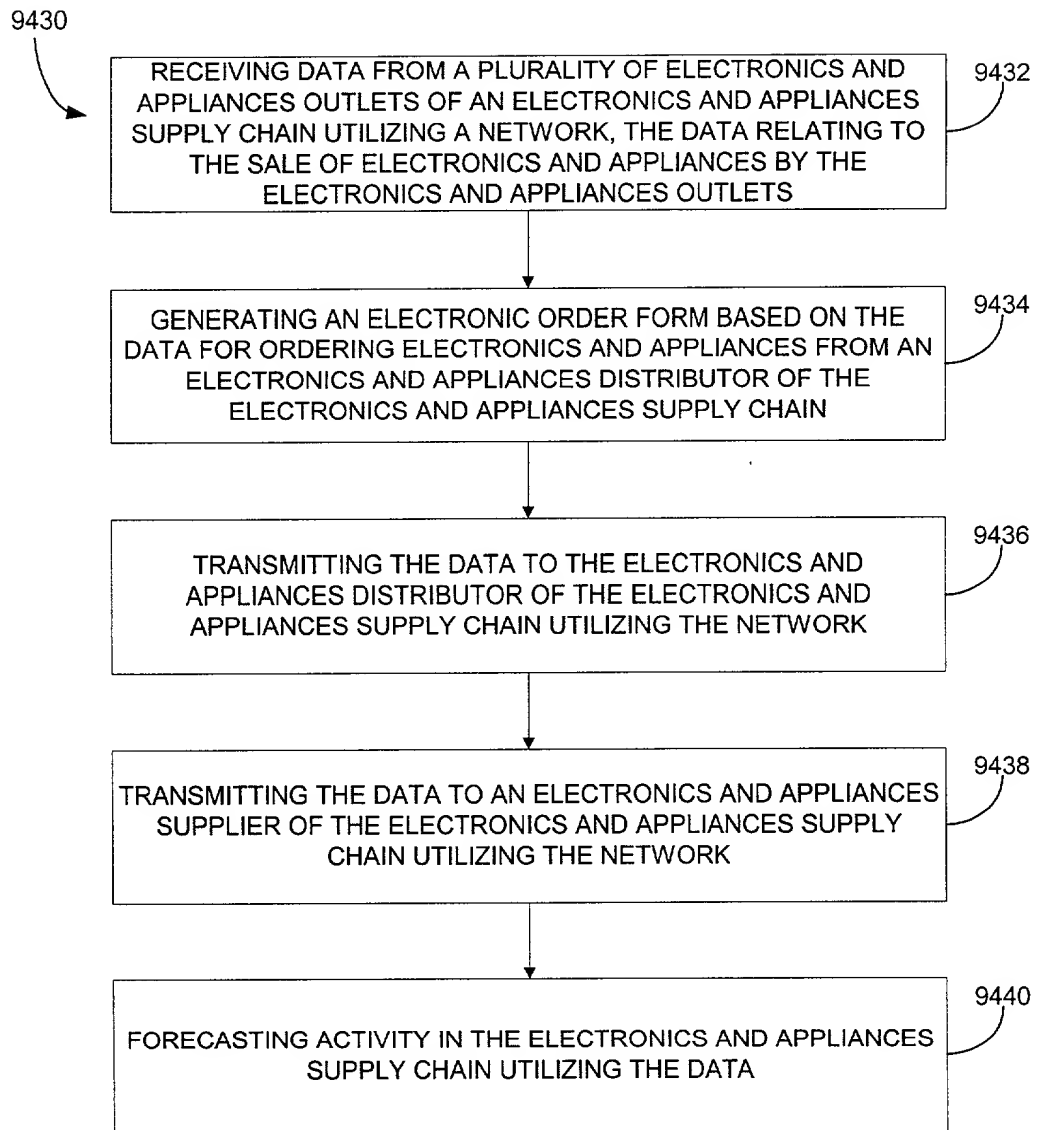 9430
RECEIVING DATA FROM A PLURALITY OF ELECTRONICS AND
APPLIANCES OUTLETS OF AN ELECTRONICS AND APPLIANCES
SUPPLY CHAIN UTILIZING A NETWORK, THE DATA RELATING TO
THE SALE OF ELECTRONICS AND APPLIANCES BY THE
ELECTRONICS AND APPLIANCES OUTLETS
9432
GENERATING AN ELECTRONIC ORDER FORM BASED ON THE
DATA FOR ORDERING ELECTRONICS AND APPLIANCES FROM AN
ELECTRONICS AND APPLIANCES DISTRIBUTOR OF THE
ELECTRONICS AND APPLIANCES SUPPLY CHAIN
9434
TRANSMITTING THE DATA TO THE ELECTRONICS AND
APPLIANCES DISTRIBUTOR OF THE ELECTRONICS AND
APPLIANCES SUPPLY CHAIN UTILIZING THE NETWORK
9436
TRANSMITTING THE DATA TO AN ELECTRONICS AND APPLIANCES
SUPPLIER OF THE ELECTRONICS AND APPLIANCES SUPPLY
CHAIN UTILIZING THE NETWORK
9438
FORECASTING ACTIVITY IN THE ELECTRONICS AND APPLIANCES
SUPPLY CHAIN UTILIZING THE DATA
9440